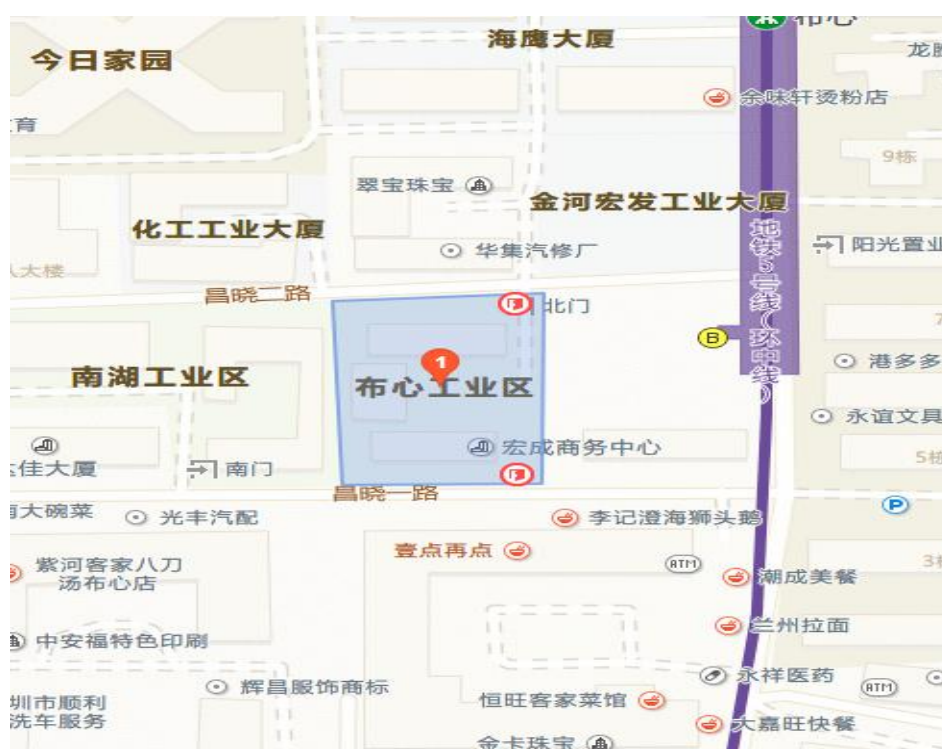 布心
海鹰大厦
今日家园
余味轩烫粉店
育
9栋
翠宝珠宝
金河宏发工业大厦
化工工业大厦
地铁5号线(环中线)
华集汽修厂
阳光置业
人大楼
昌晓二路
北门
7
B
1
港多多
南湖工业区
布心工业区
永谊文具
宏成商务中心
佳大厦
南门
5栋
昌晓一路
P
大碗菜
光丰汽配
李记澄海狮头鹅
壹点再点
ATM
紫河客家八刀
汤布心店
潮成美餐
兰州拉面
中安福特色印刷
永祥医药
ATM
辉昌服饰商标
恒旺客家菜馆
圳市顺利
洗车服务
大嘉旺快餐
金卡珠宝